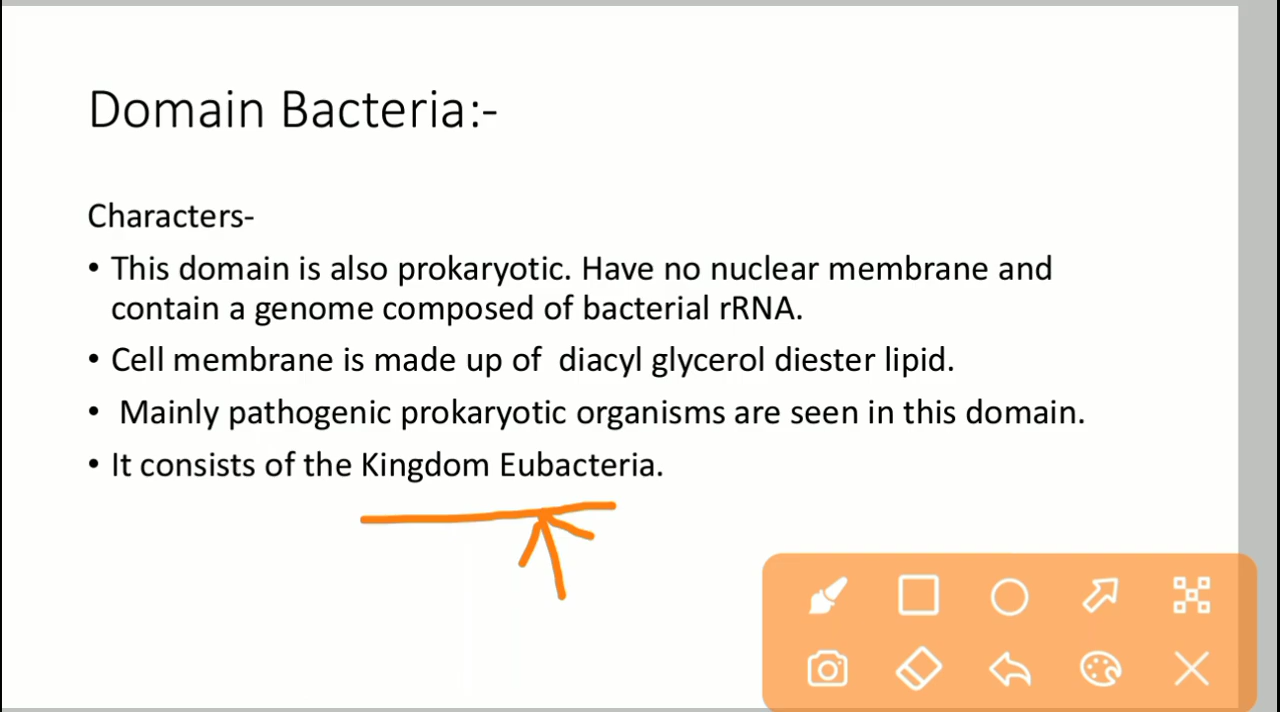 Domain Bacteria:-
Characters-
• This domain is also prokaryotic. Have no nuclear membrane and
contain a genome composed of bacterial rRNA.
• Cell membrane is made up of diacyl glycerol diester lipid.
• Mainly pathogenic prokaryotic organisms are seen in this domain.
• It consists of the Kingdom Eubacteria.